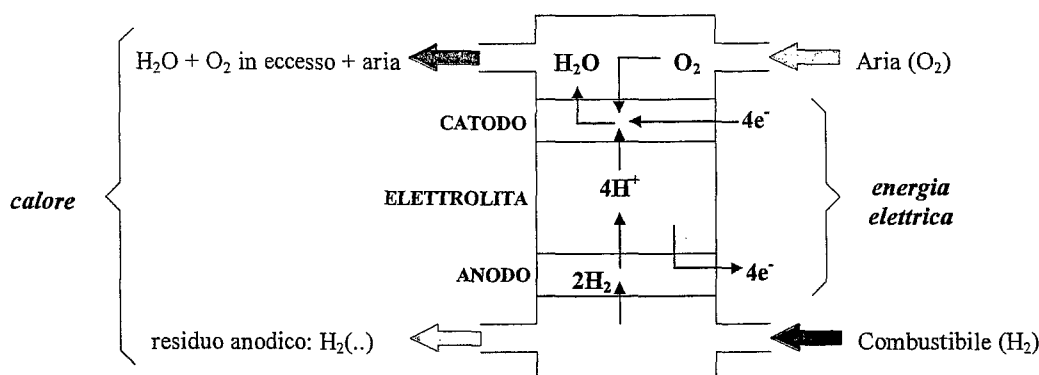 H₂O + O₂ in eccesso + aria
H₂O
O₂
Aria (O₂)
CATODO
4e⁻
calore
ELETTROLITA
4H⁺
energia
elettrica
ANODO
2H₂
4e⁻
residuo anodico: H₂(..)
Combustibile (H₂)